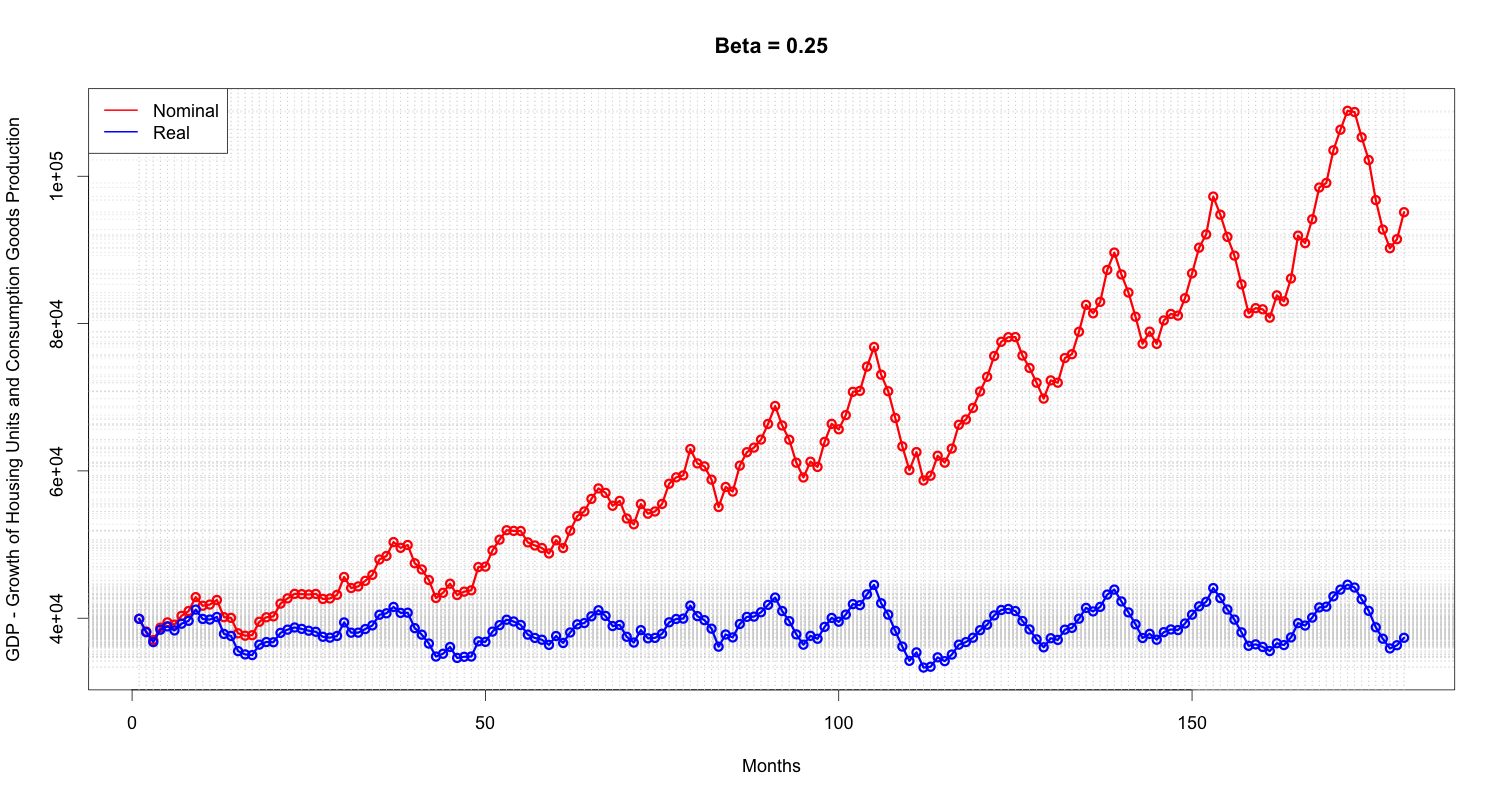 Beta = 0.25
Nominal
Real
GDP - Growth of Housing Units and Consumption Goods Production
1e+05
8e+04
6e+04
4e+04
0 50 100 150
Months